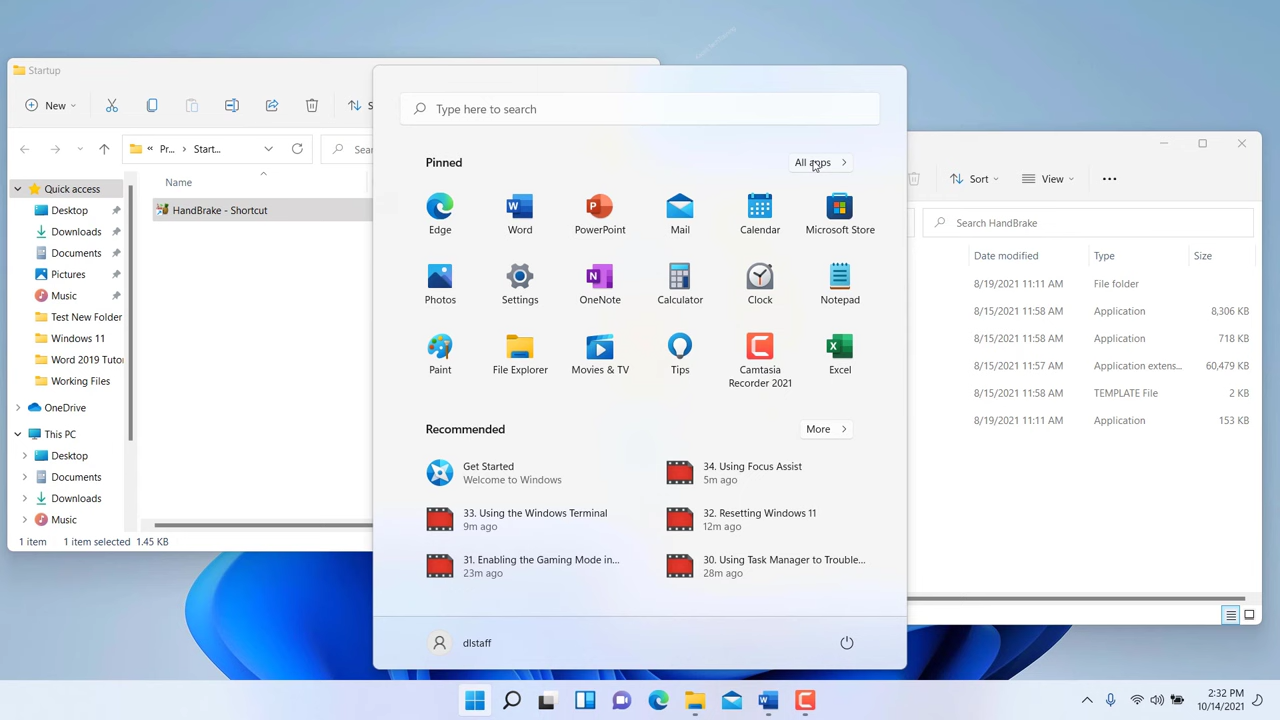 Startup
New
S
Pr...
Start...
Sea
Name
Quick access
HandBrake - Shortcut
Desktop
Downloads
Documents
Pictures
Music
Test New Folder
Windows 11
Word 2019 Tuto
Working Files
OneDrive
This PC
Desktop
Documents
Downloads
Music
1 item
1 item selected
1.45 KB
Type here to search
Pinned
All apps
Edge
Word
PowerPoint
Mail
Calendar
Microsoft Store
Photos
Settings
OneNote
Calculator
Clock
Notepad
Paint
File Explorer
Movies & TV
Tips
Camtasia
Recorder 2021
Excel
Recommended
More
Get Started
Welcome to Windows
34. Using Focus Assist
5m ago
33. Using the Windows Terminal
9m ago
32. Resetting Windows 11
12m ago
31. Enabling the Gaming Mode in...
23m ago
30. Using Task Manager to Trouble...
28m ago
dlstaff
Sort
View
Search HandBrake
Date modified
Type
Size
8/19/2021 11:11 AM
File folder
8/15/2021 11:58 AM
Application
8,306 KB
8/15/2021 11:58 AM
Application
718 KB
8/15/2021 11:57 AM
Application extens...
60,479 KB
8/15/2021 11:58 AM
TEMPLATE File
2 KB
8/19/2021 11:11 AM
Application
153 KB
2:32 PM
10/14/2021